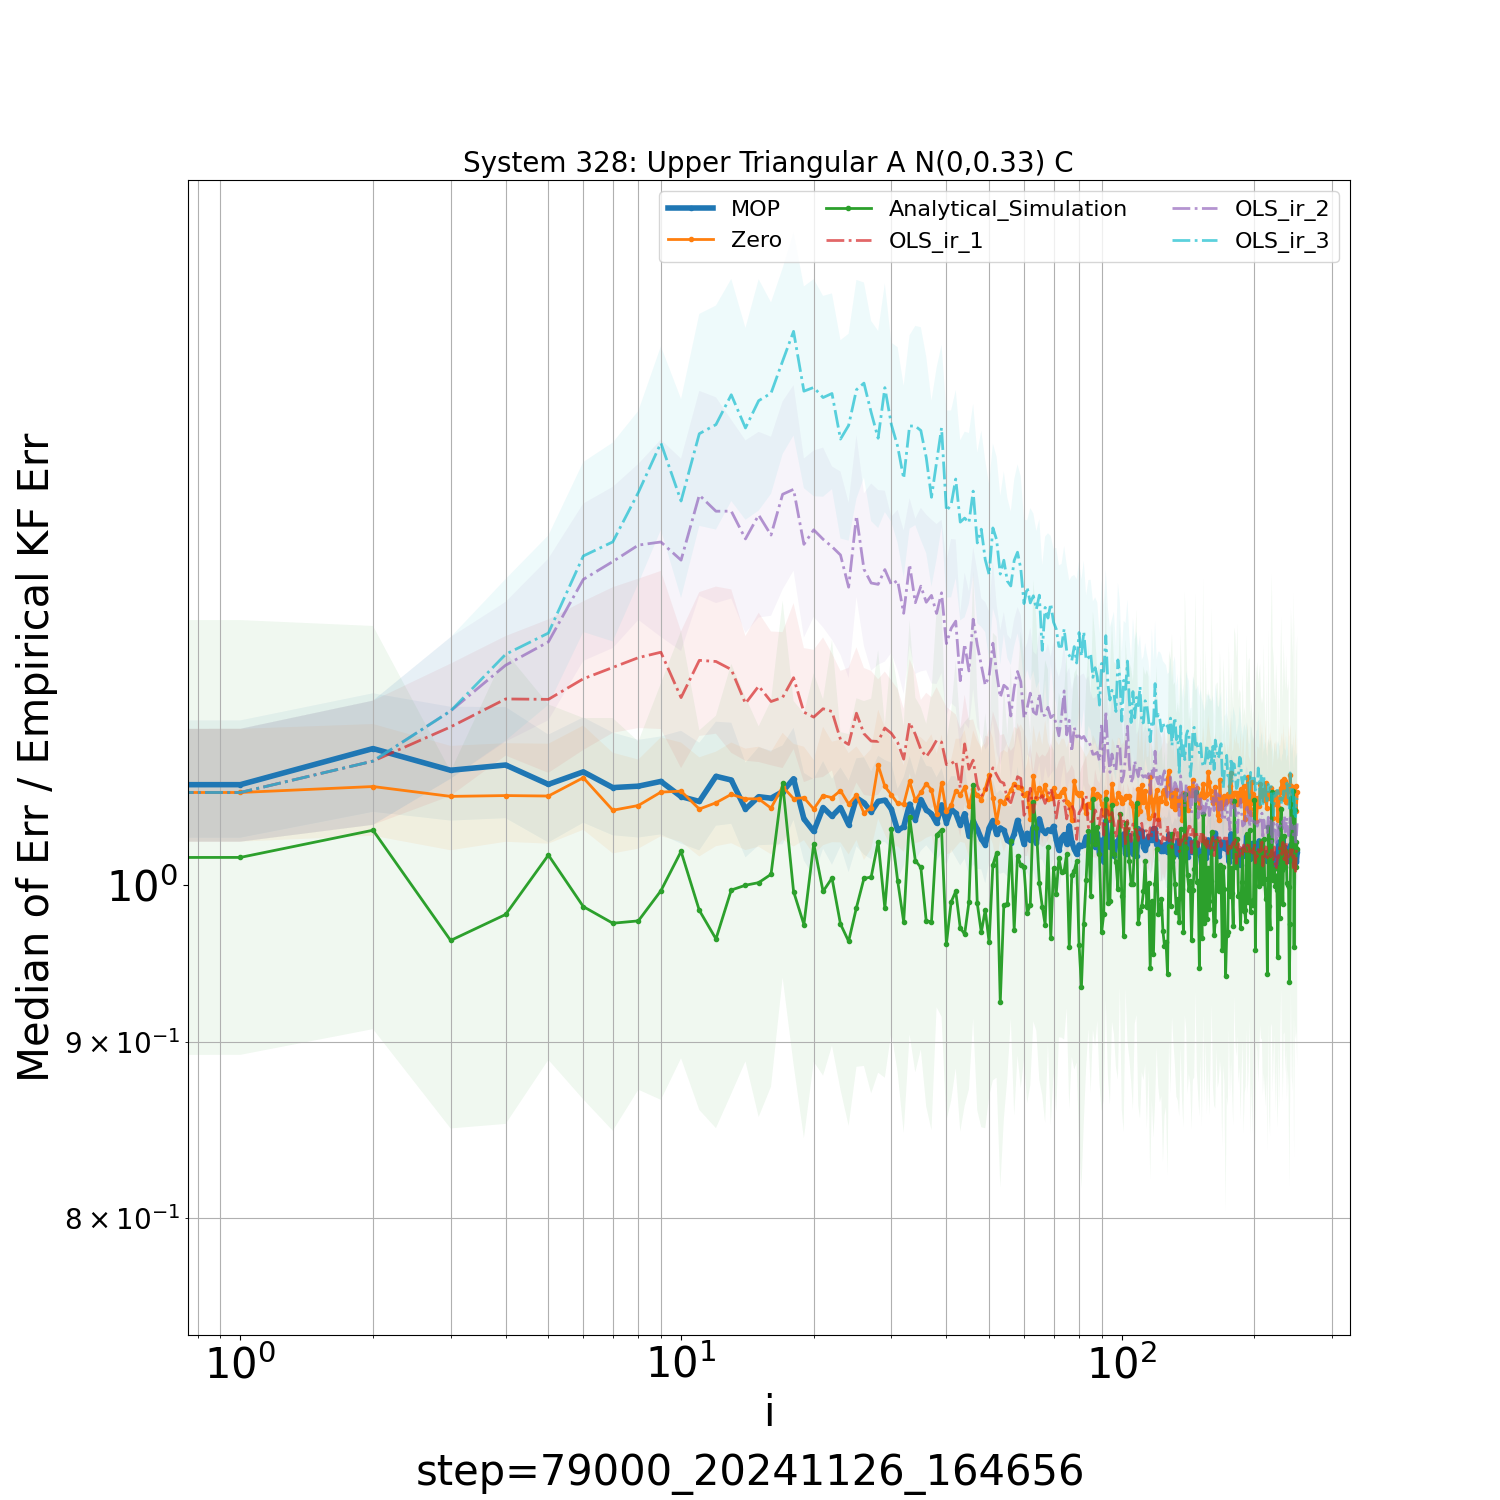 System 328: Upper Triangular A N(0,0.33) C
MOP
Zero
Analytical_Simulation
OLS_ir_1
OLS_ir_2
OLS_ir_3
Median of Err / Empirical KF Err
10⁰
9 × 10⁻¹
8 × 10⁻¹
10⁰ 10¹ 10²
i
step=79000_20241126_164656